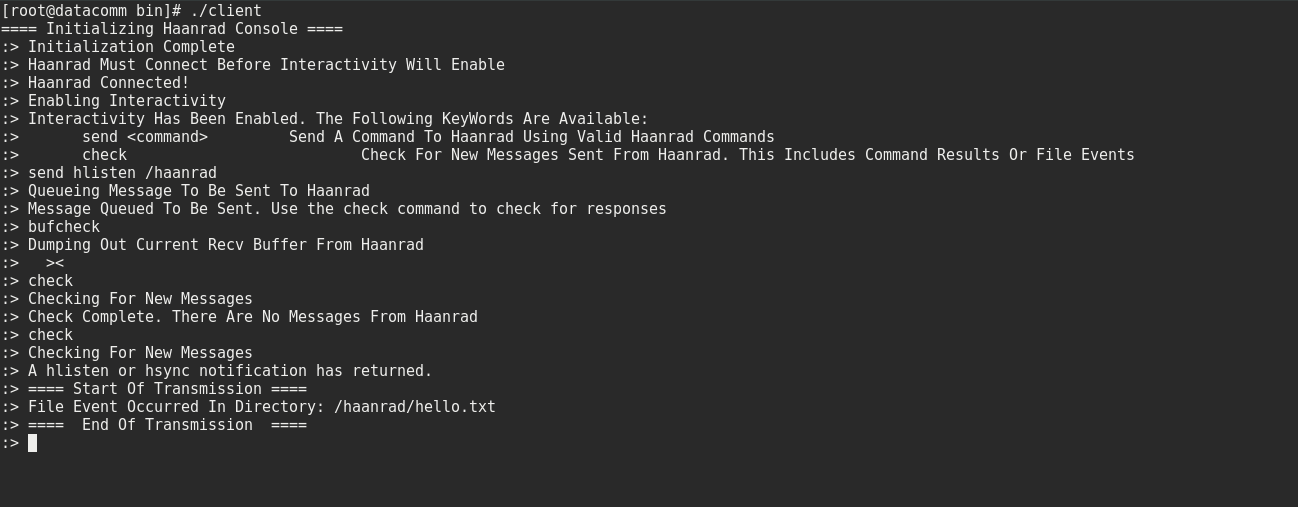 [root@datacomm bin]# ./client
==== Initializing Haanrad Console ====
:> Initialization Complete
:> Haanrad Must Connect Before Interactivity Will Enable
:> Haanrad Connected!
:> Enabling Interactivity
:> Interactivity Has Been Enabled. The Following KeyWords Are Available:
:>       send <command>         Send A Command To Haanrad Using Valid Haanrad Commands
:>       check                          Check For New Messages Sent From Haanrad. This Includes Command Results Or File Events
:> send hlisten /haanrad
:> Queueing Message To Be Sent To Haanrad
:> Message Queued To Be Sent. Use the check command to check for responses
:> bufcheck
:> Dumping Out Current Recv Buffer From Haanrad
:>   ><
:> check
:> Checking For New Messages
:> Check Complete. There Are No Messages From Haanrad
:> check
:> Checking For New Messages
:> A hlisten or hsync notification has returned.
:> ==== Start Of Transmission ====
:> File Event Occurred In Directory: /haanrad/hello.txt
:> ====  End Of Transmission  ====
:>